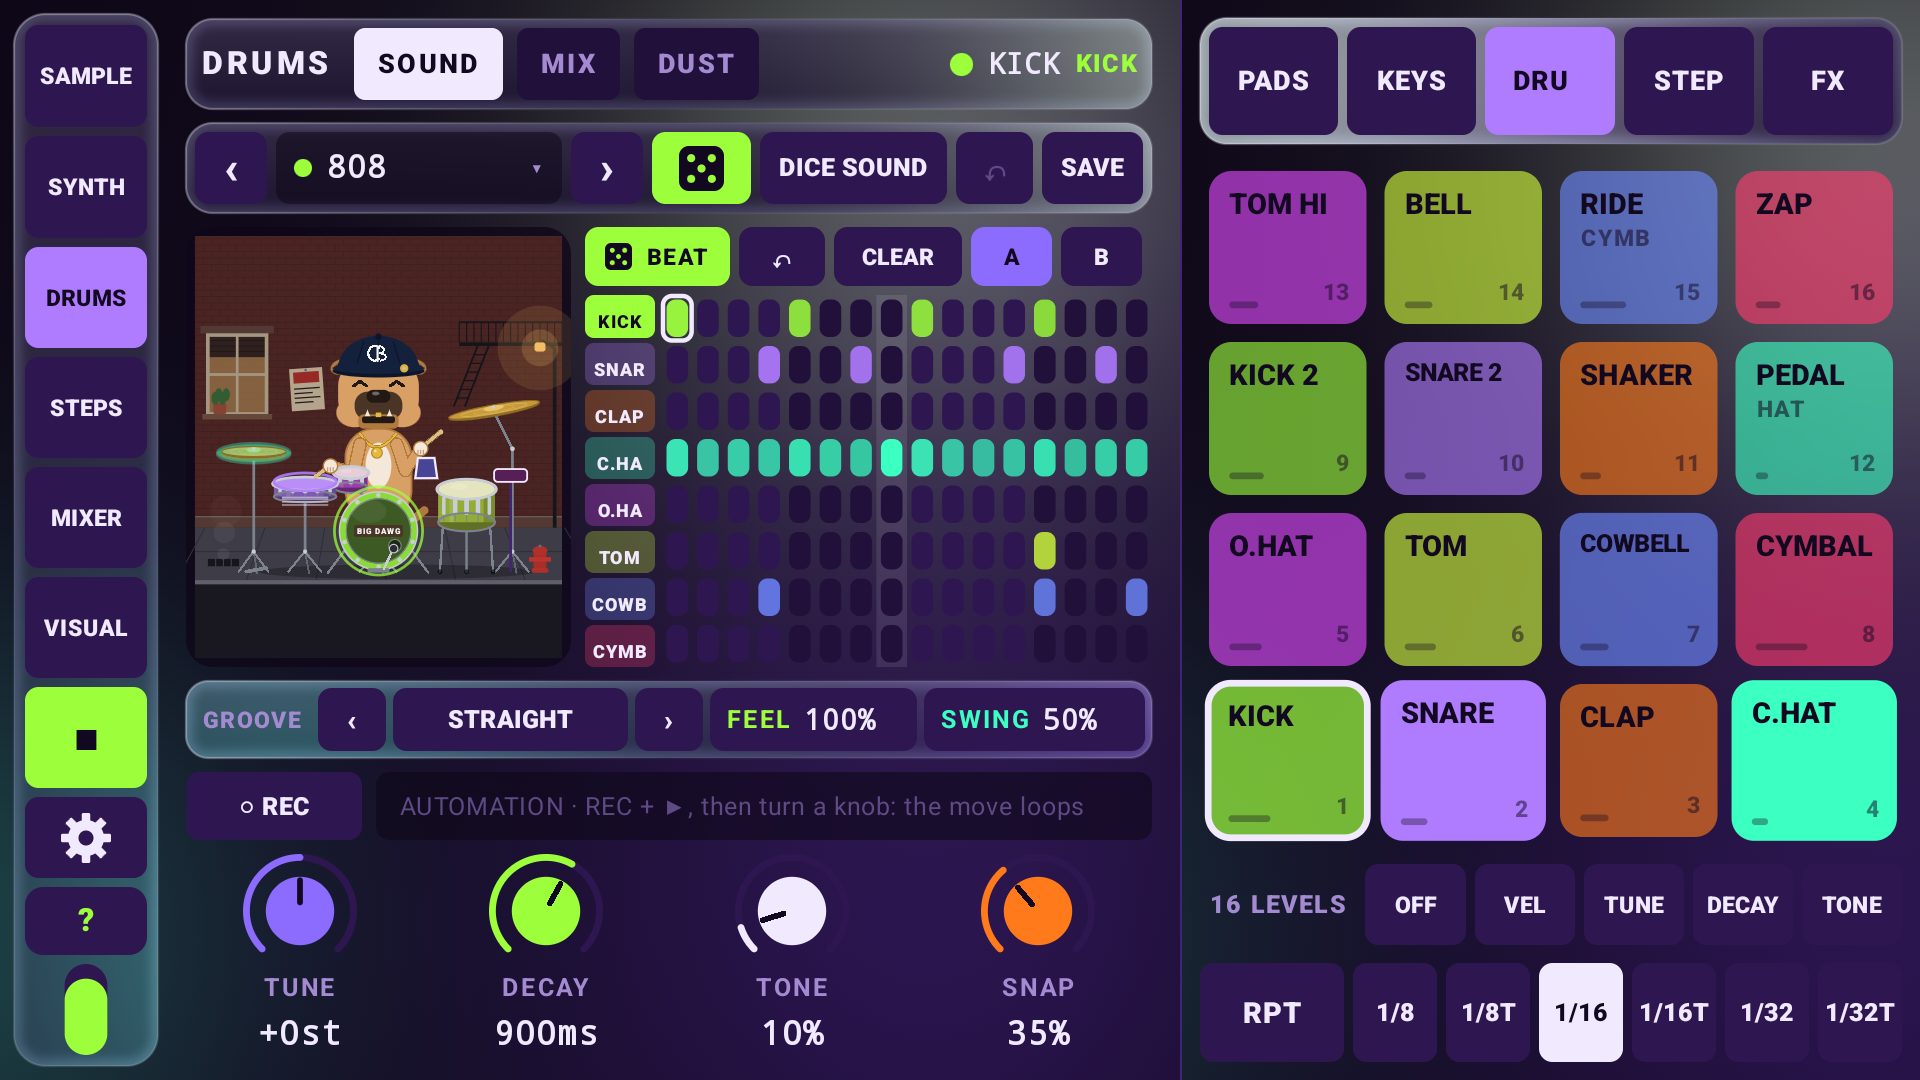 SAMPLE
SYNTH
DRUMS
STEPS
MIXER
VISUAL
?
DRUMS SOUND MIX DUST KICK KICK
‹ 808 › DICE SOUND SAVE
BEAT CLEAR A B
KICK
SNAR
CLAP
C.HA
O.HA
TOM
COWB
CYMB
CB
BIG DAWG
GROOVE ‹ STRAIGHT › FEEL 100% SWING 50%
REC AUTOMATION · REC + ►, then turn a knob: the move loops
TUNE DECAY TONE SNAP
+0st 900ms 10% 35%
PADS KEYS DRU STEP FX
TOM HI BELL RIDE ZAP
CYMB
13 14 15 16
KICK 2 SNARE 2 SHAKER PEDAL
HAT
9 10 11 12
O.HAT TOM COWBELL CYMBAL
5 6 7 8
KICK SNARE CLAP C.HAT
1 2 3 4
16 LEVELS OFF VEL TUNE DECAY TONE
RPT 1/8 1/8T 1/16 1/16T 1/32 1/32T